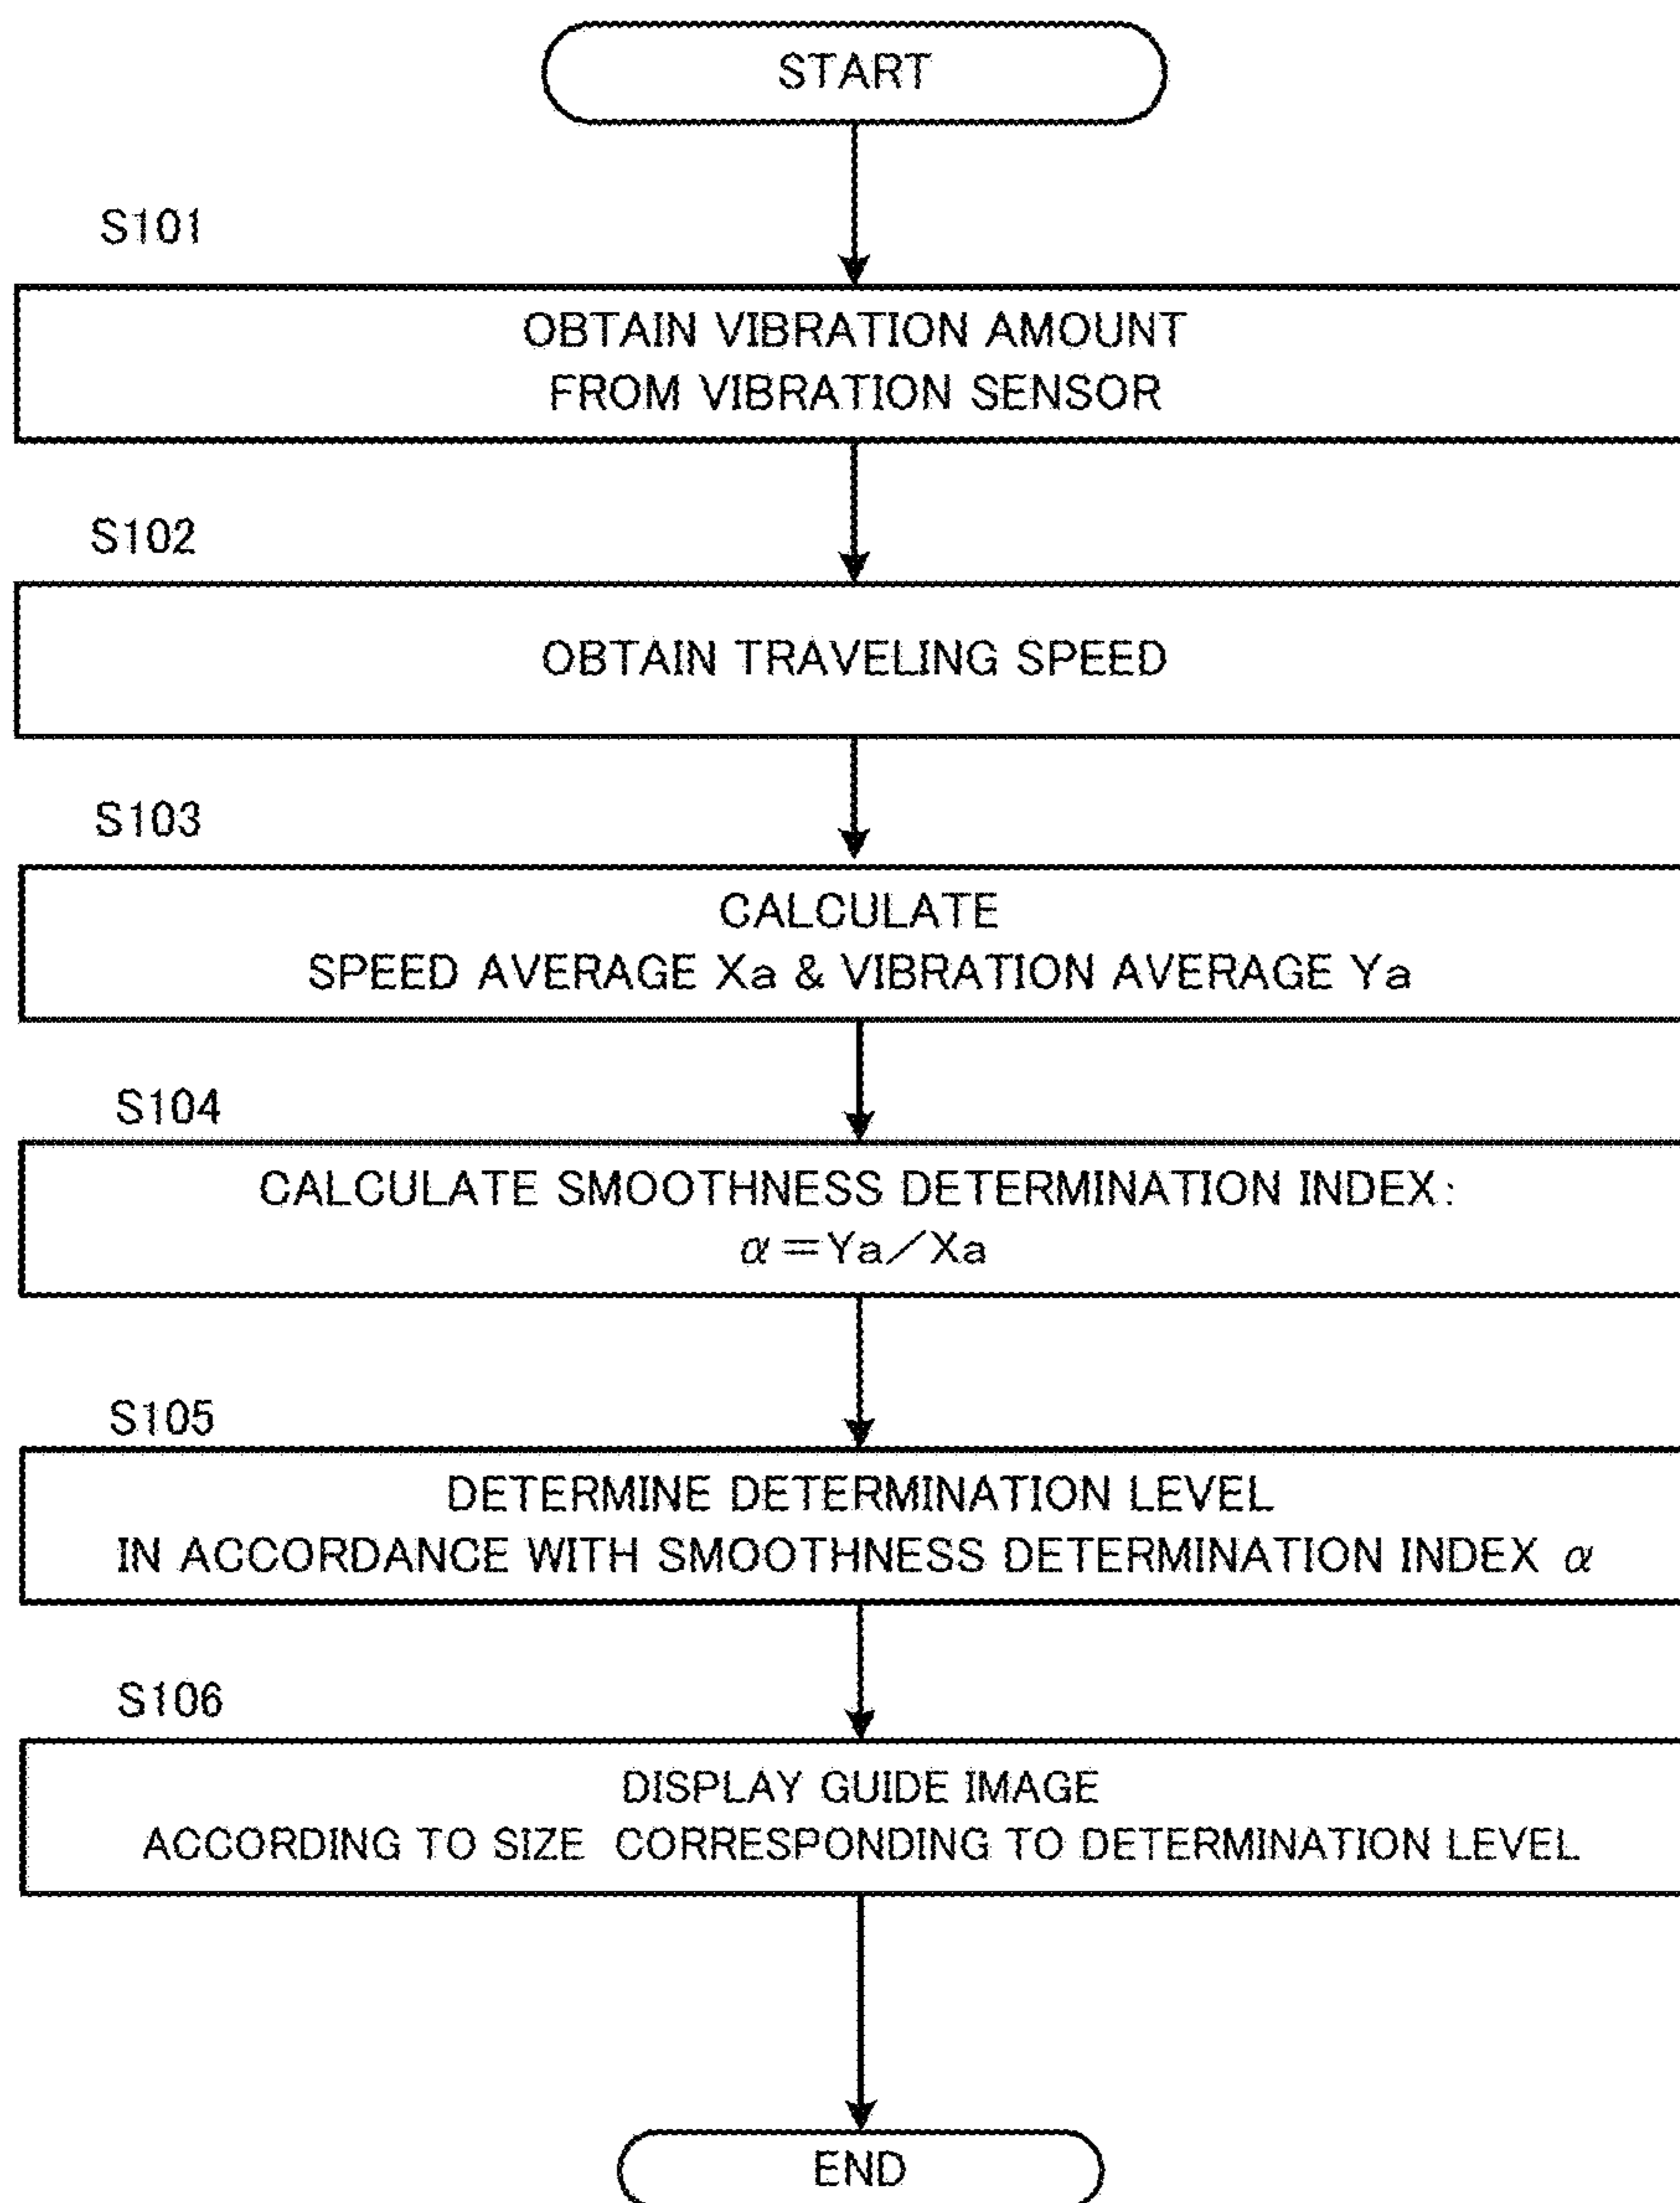 START
S101
OBTAIN VIBRATION AMOUNT
FROM VIBRATION SENSOR
S102
OBTAIN TRAVELING SPEED
S103
CALCULATE
SPEED AVERAGE Xa & VIBRATION AVERAGE Ya
S104
CALCULATE SMOOTHNESS DETERMINATION INDEX:
α=Ya/Xa
S105
DETERMINE DETERMINATION LEVEL
IN ACCORDANCE WITH SMOOTHNESS DETERMINATION INDEX α
S106
DISPLAY GUIDE IMAGE
ACCORDING TO SIZE CORRESPONDING TO DETERMINATION LEVEL
END